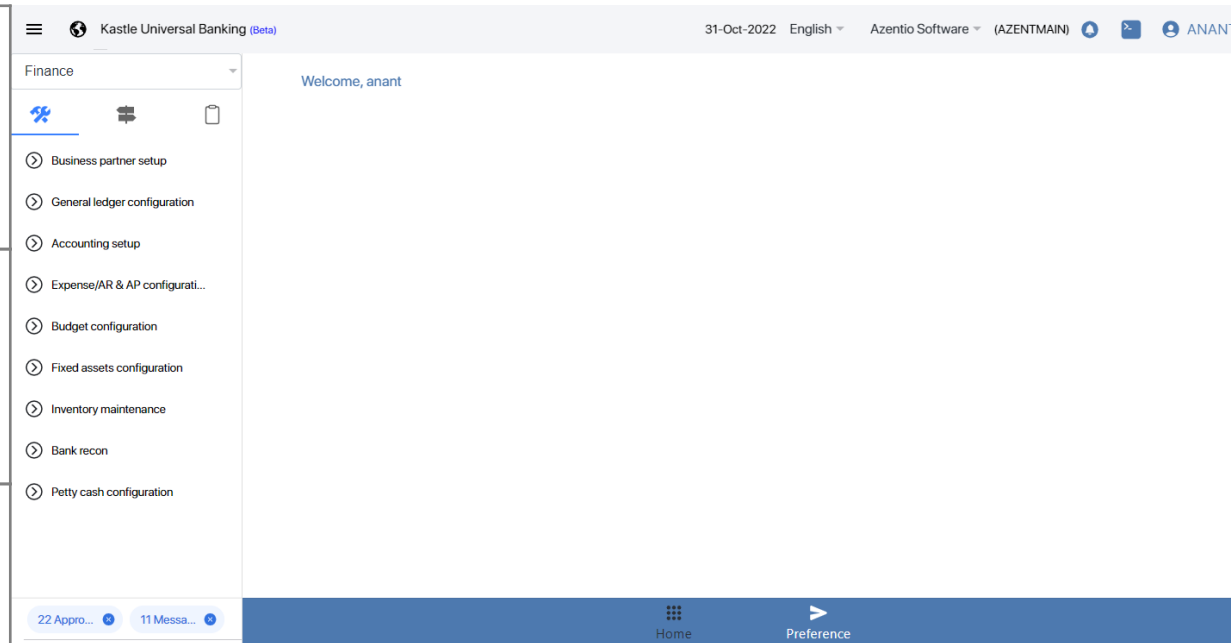 Kastle Universal Banking (Beta)
31-Oct-2022 English Azentio Software (AZENTMAIN) ANANT
Finance
Welcome, anant
Business partner setup
General ledger configuration
Accounting setup
Expense/AR & AP configurati...
Budget configuration
Fixed assets configuration
Inventory maintenance
Bank recon
Petty cash configuration
22 Appro... 11 Messa...
Home
Preference